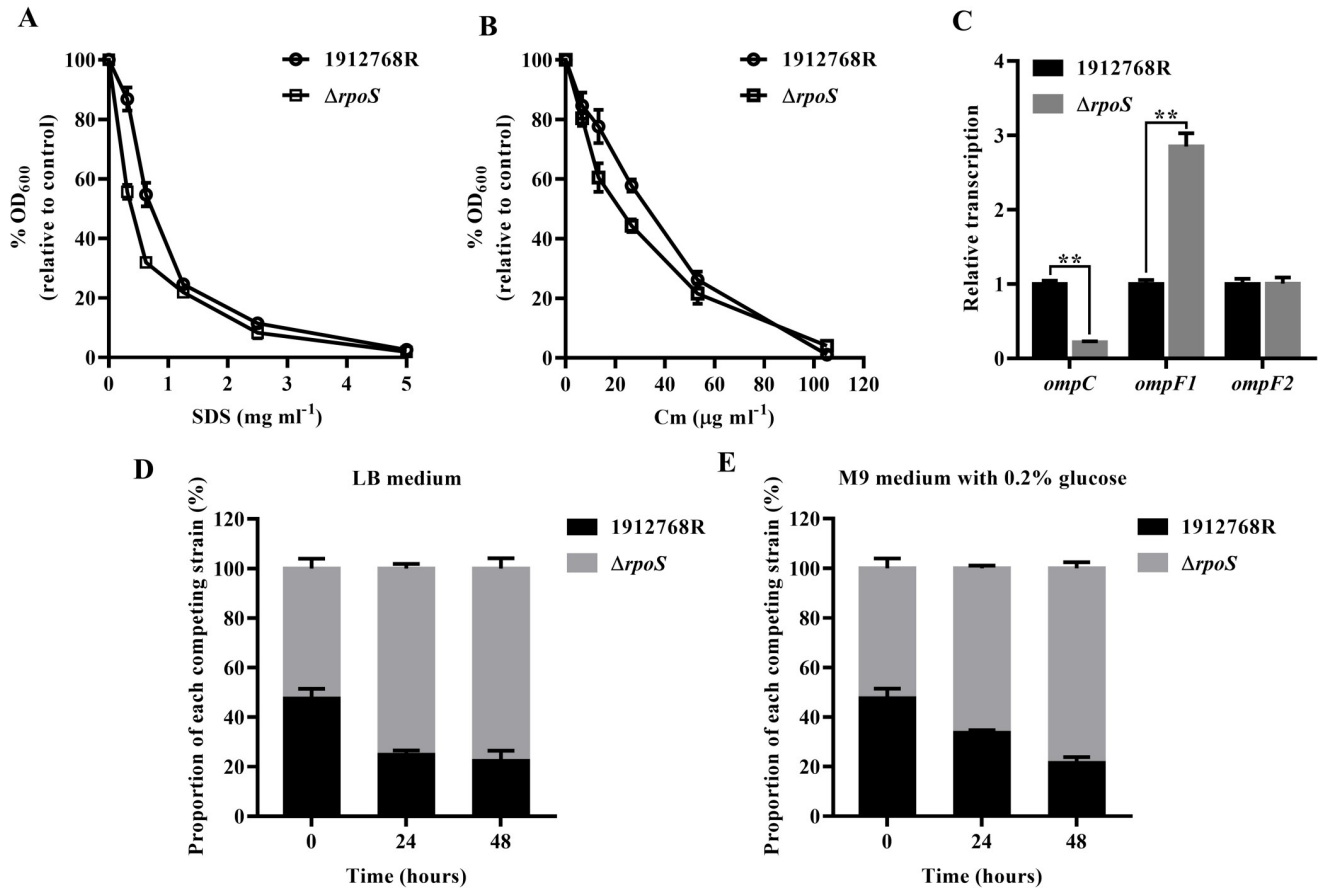 A
1912768R
ΔrpoS
% OD600
(relative to control)
100
80
60
40
20
0
0 1 2 3 4 5
SDS (mg ml-1)
B
1912768R
ΔrpoS
% OD600
(relative to control)
100
80
60
40
20
0
0 20 40 60 80 100 120
Cm (μg ml-1)
C
1912768R
ΔrpoS
Relative transcription
4
3
2
1
0
**
**
ompC ompF1 ompF2
D
LB medium
1912768R
ΔrpoS
Proportion of each competing strain (%)
120
100
80
60
40
20
0
0 24 48
Time (hours)
E
M9 medium with 0.2% glucose
1912768R
ΔrpoS
Proportion of each competing strain (%)
120
100
80
60
40
20
0
0 24 48
Time (hours)